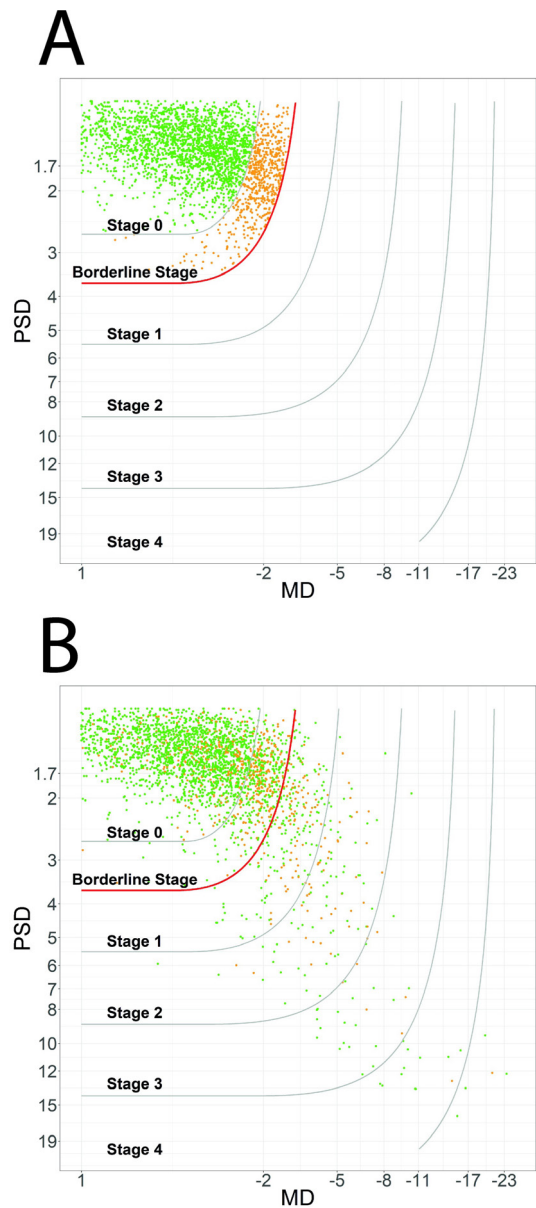 A
1.7
2
Stage 0
3
Borderline Stage
4
Stage 1
5
6
7
Stage 2
8
10
12
Stage 3
15
19
Stage 4
PSD
1 -2 -5 -8 -11 -17 -23
MD
B
1.7
2
Stage 0
3
Borderline Stage
4
Stage 1
5
6
7
Stage 2
8
10
12
Stage 3
15
19
Stage 4
PSD
1 -2 -5 -8 -11 -17 -23
MD